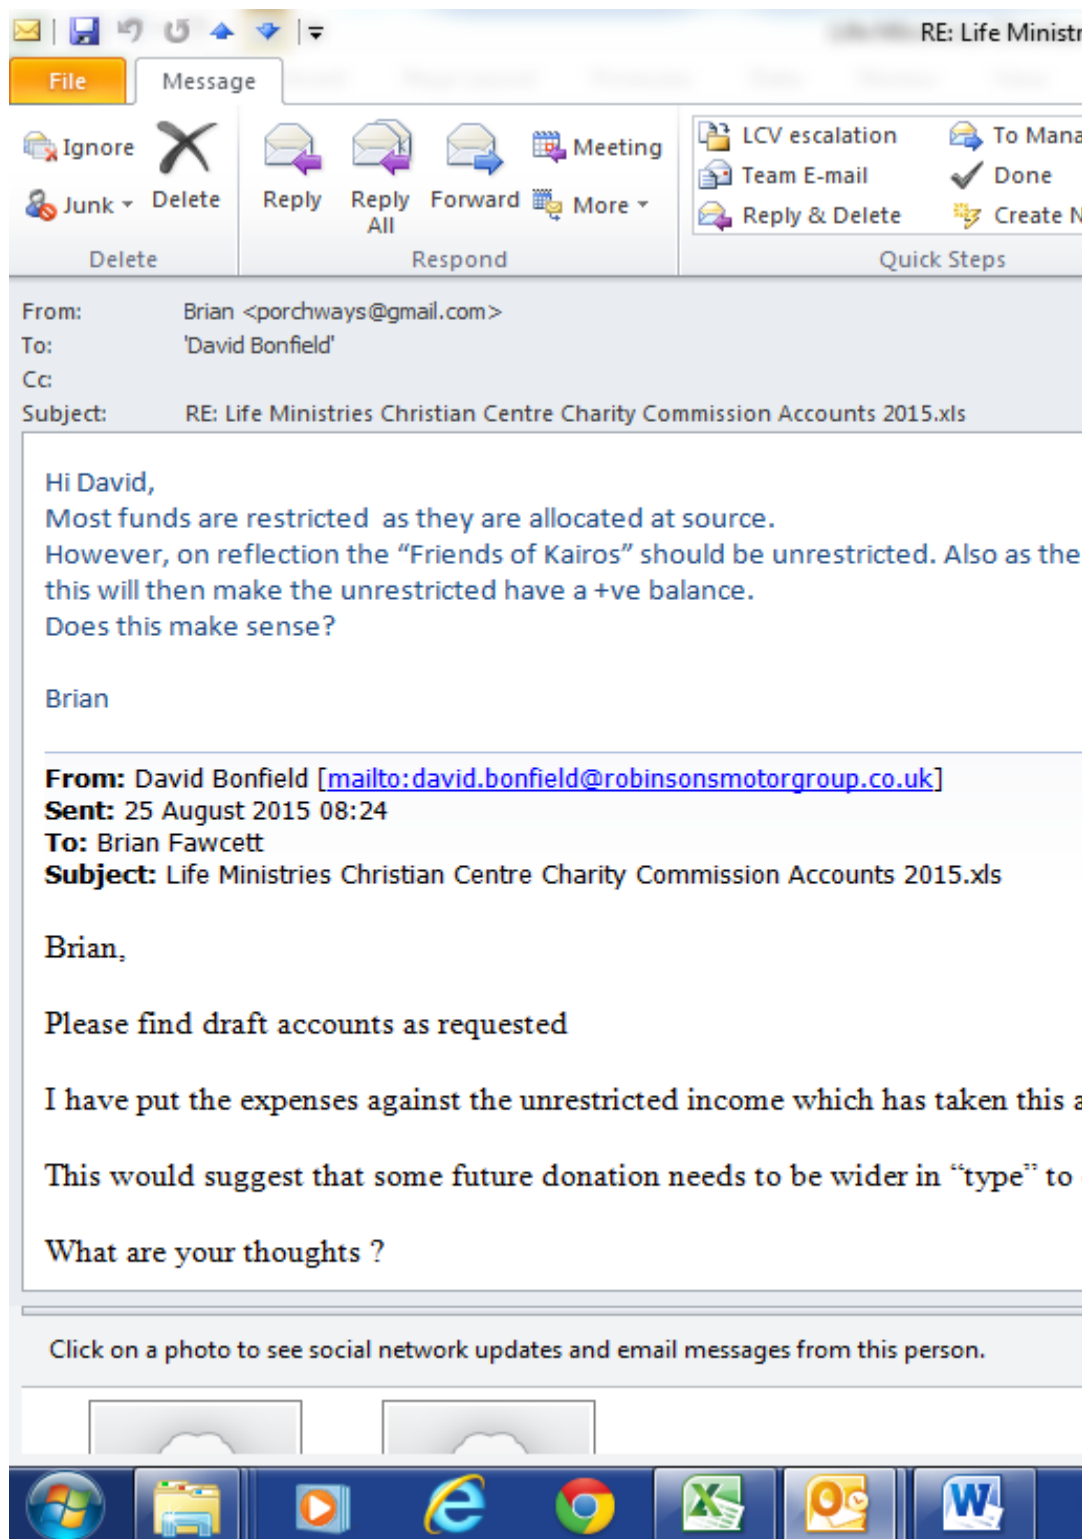 RE: Life Ministr
File Message
Ignore
Junk
Delete
Reply
Reply All
Forward
Meeting
More
LCV escalation
Team E-mail
Reply & Delete
To Mana
Done
Create N
Delete Respond Quick Steps
From: Brian <porchways@gmail.com>
To: 'David Bonfield'
Cc:
Subject: RE: Life Ministries Christian Centre Charity Commission Accounts 2015.xls
Hi David,
Most funds are restricted as they are allocated at source.
However, on reflection the “Friends of Kairos” should be unrestricted. Also as the
this will then make the unrestricted have a +ve balance.
Does this make sense?
Brian
From: David Bonfield [mailto:david.bonfield@robinsonsmotorgroup.co.uk]
Sent: 25 August 2015 08:24
To: Brian Fawcett
Subject: Life Ministries Christian Centre Charity Commission Accounts 2015.xls
Brian,
Please find draft accounts as requested
I have put the expenses against the unrestricted income which has taken this a
This would suggest that some future donation needs to be wider in “type” to
What are your thoughts ?
Click on a photo to see social network updates and email messages from this person.